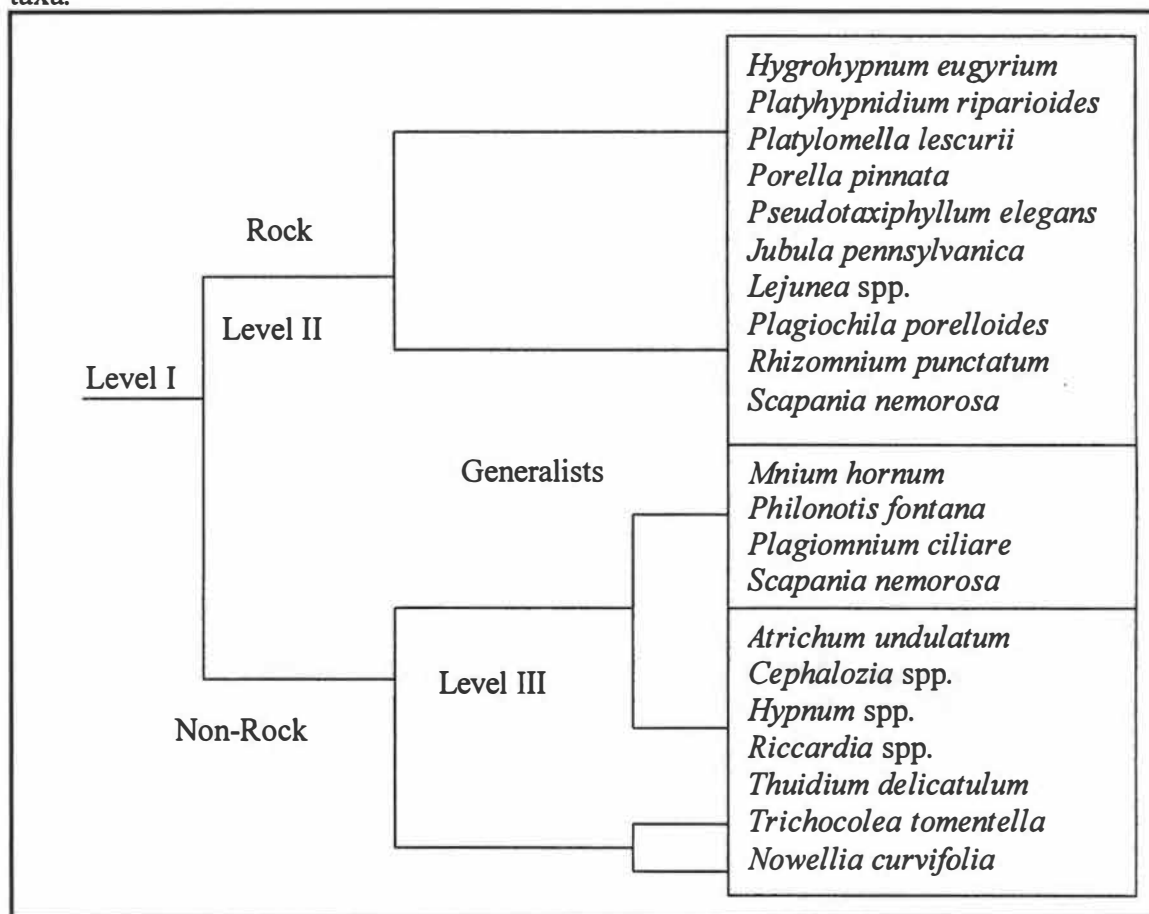 taxa.
Hygrohypnum eugyrium
Platyhypnidium riparioides
Platylomella lescurii
Porella pinnata
Pseudotaxiphyllum elegans
Jubula pennsylvanica
Lejunea spp.
Plagiochila porelloides
Rhizomnium punctatum
Scapania nemorosa
Rock
Level II
Level I
Generalists
Mnium hornum
Philonotis fontana
Plagiomnium ciliare
Scapania nemorosa
Level III
Non-Rock
Atrichum undulatum
Cephalozia spp.
Hypnum spp.
Riccardia spp.
Thuidium delicatulum
Trichocolea tomentella
Nowellia curvifolia